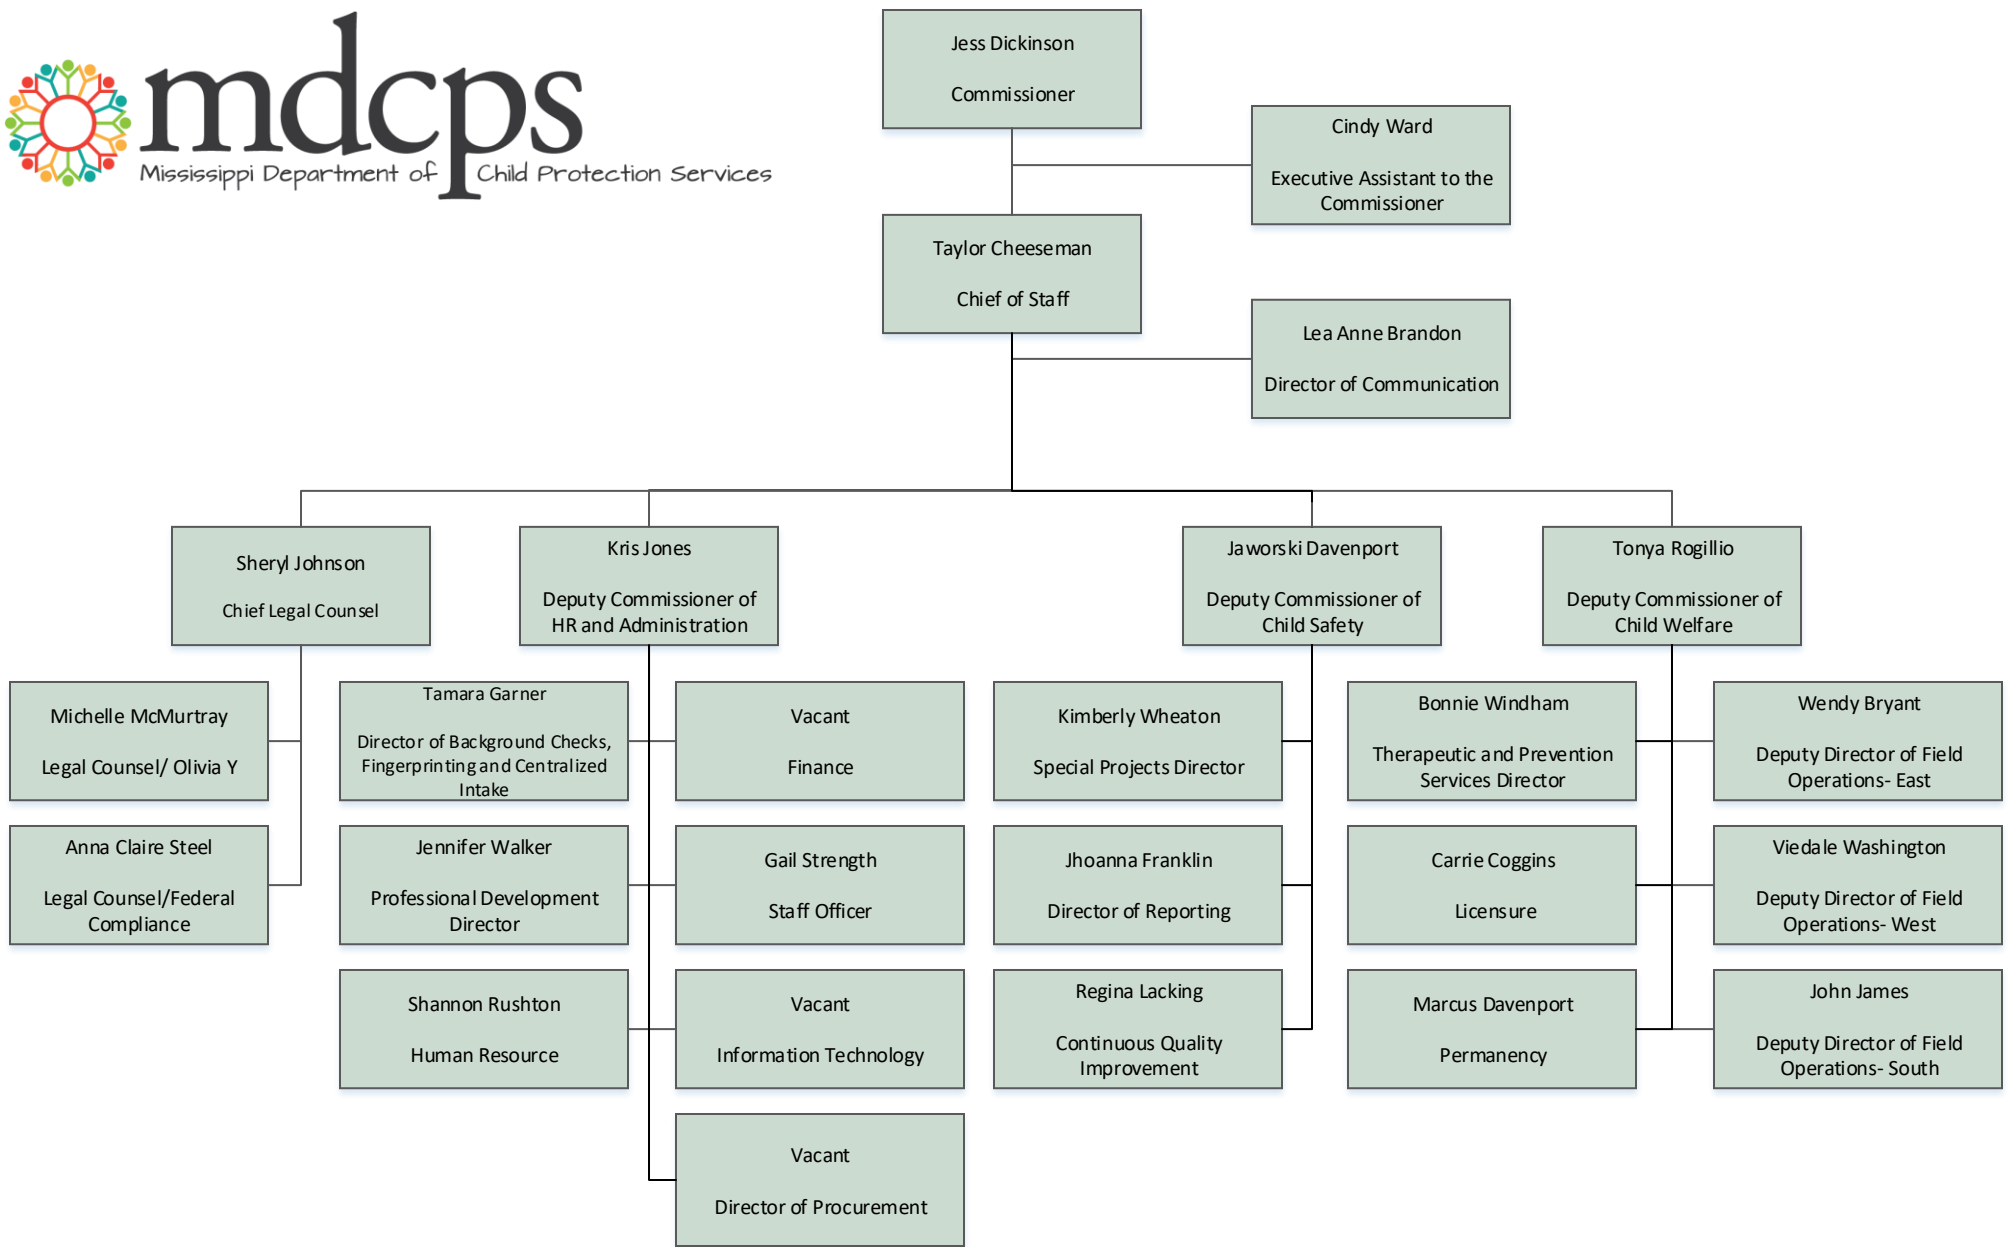 mdcps
Mississippi Department of Child Protection Services
Jess Dickinson
Commissioner
Cindy Ward
Executive Assistant to the
Commissioner
Taylor Cheeseman
Chief of Staff
Lea Anne Brandon
Director of Communication
Sheryl Johnson
Chief Legal Counsel
Kris Jones
Deputy Commissioner of
HR and Administration
Jaworski Davenport
Deputy Commissioner of
Child Safety
Tonya Rogillio
Deputy Commissioner of
Child Welfare
Michelle McMurtray
Legal Counsel/ Olivia Y
Anna Claire Steel
Legal Counsel/Federal
Compliance
Tamara Garner
Director of Background Checks,
Fingerprinting and Centralized
Intake
Vacant
Finance
Jennifer Walker
Professional Development
Director
Gail Strength
Staff Officer
Shannon Rushton
Human Resource
Vacant
Information Technology
Vacant
Director of Procurement
Kimberly Wheaton
Special Projects Director
Jhoanna Franklin
Director of Reporting
Regina Lacking
Continuous Quality
Improvement
Bonnie Windham
Therapeutic and Prevention
Services Director
Wendy Bryant
Deputy Director of Field
Operations- East
Carrie Coggins
Licensure
Viedale Washington
Deputy Director of Field
Operations- West
Marcus Davenport
Permanency
John James
Deputy Director of Field
Operations- South